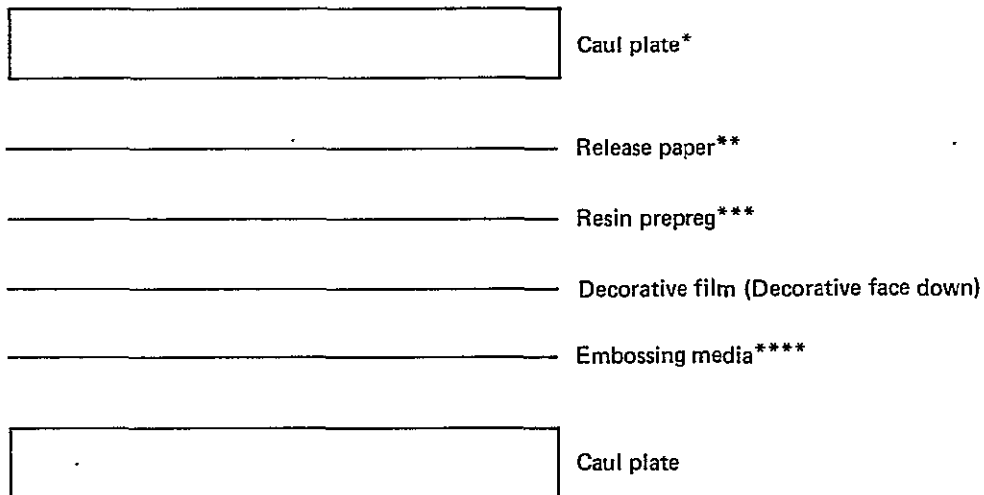 Caul plate*
Release paper**
Resin prepreg***
Decorative film (Decorative face down)
Embossing media****
Caul plate